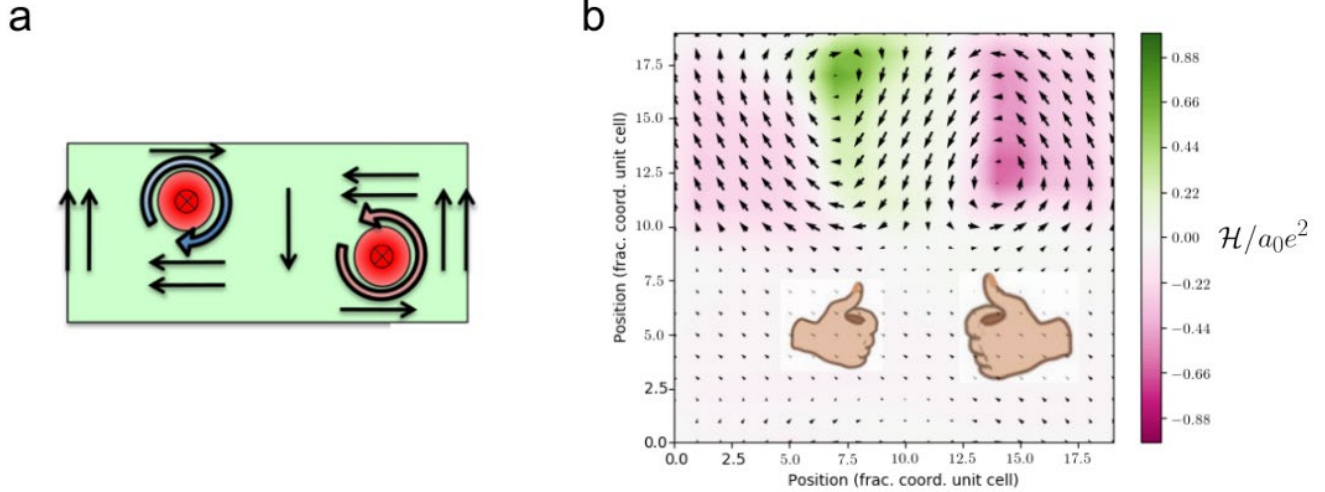 a
b
17.5
15.0
12.5
10.0
7.5
5.0
2.5
0.0
Position (frac. coord. unit cell)
0.0 2.5 5.0 7.5 10.0 12.5 15.0 17.5
Position (frac. coord. unit cell)
0.88
0.66
0.44
0.22
0.00
−0.22
−0.44
−0.66
−0.88
ℋ/a₀e²